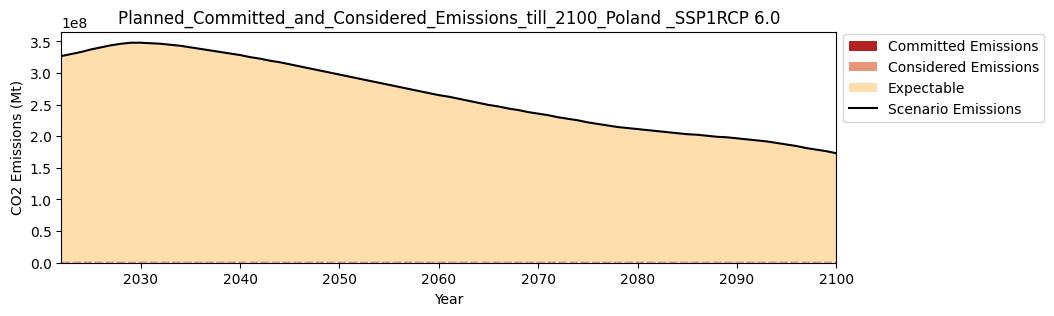 Planned_Committed_and_Considered_Emissions_till_2100_Poland _SSP1RCP 6.0
1e8
3.5
3.0
2.5
2.0
1.5
1.0
0.5
0.0
CO2 Emissions (Mt)
2030 2040 2050 2060 2070 2080 2090 2100
Year
Committed Emissions
Considered Emissions
Expectable
Scenario Emissions